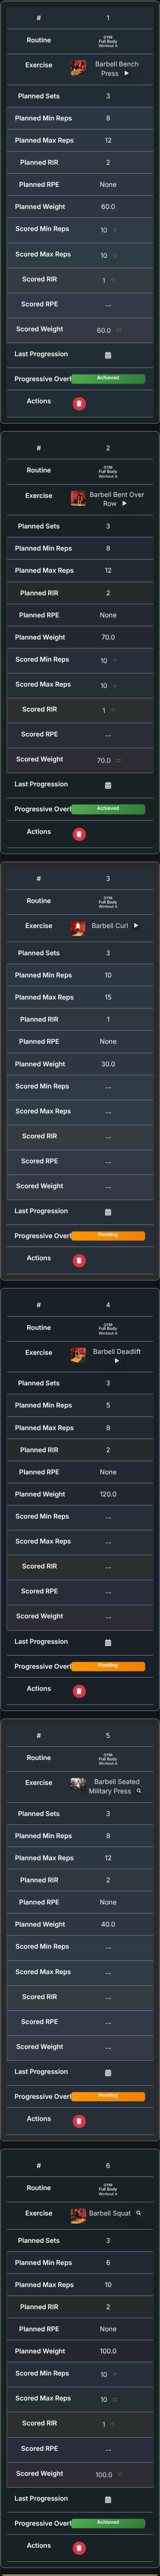 # 1
Routine GYM
Full Body
Workout A
Exercise Barbell Bench
Press
Planned Sets 3
Planned Min Reps 8
Planned Max Reps 12
Planned RIR 2
Planned RPE None
Planned Weight 60.0
Scored Min Reps 10
Scored Max Reps 10
Scored RIR 1
Scored RPE --
Scored Weight 60.0 =
Last Progression
Progressive Overl Achieved
Actions
# 2
Routine GYM
Full Body
Workout A
Exercise Barbell Bent Over
Row
Planned Sets 3
Planned Min Reps 8
Planned Max Reps 12
Planned RIR 2
Planned RPE None
Planned Weight 70.0
Scored Min Reps 10
Scored Max Reps 10
Scored RIR 1
Scored RPE --
Scored Weight 70.0 =
Last Progression
Progressive Overl Achieved
Actions
# 3
Routine GYM
Full Body
Workout A
Exercise Barbell Curl
Planned Sets 3
Planned Min Reps 10
Planned Max Reps 15
Planned RIR 1
Planned RPE None
Planned Weight 30.0
Scored Min Reps --
Scored Max Reps --
Scored RIR --
Scored RPE --
Scored Weight --
Last Progression
Progressive Overl Pending
Actions
# 4
Routine GYM
Full Body
Workout A
Exercise Barbell Deadlift
Planned Sets 3
Planned Min Reps 5
Planned Max Reps 8
Planned RIR 2
Planned RPE None
Planned Weight 120.0
Scored Min Reps --
Scored Max Reps --
Scored RIR --
Scored RPE --
Scored Weight --
Last Progression
Progressive Overl Pending
Actions
# 5
Routine GYM
Full Body
Workout A
Exercise Barbell Seated
Military Press
Planned Sets 3
Planned Min Reps 8
Planned Max Reps 12
Planned RIR 2
Planned RPE None
Planned Weight 40.0
Scored Min Reps --
Scored Max Reps --
Scored RIR --
Scored RPE --
Scored Weight --
Last Progression
Progressive Overl Pending
Actions
# 6
Routine GYM
Full Body
Workout A
Exercise Barbell Squat
Planned Sets 3
Planned Min Reps 6
Planned Max Reps 10
Planned RIR 2
Planned RPE None
Planned Weight 100.0
Scored Min Reps 10
Scored Max Reps 10 =
Scored RIR 1
Scored RPE --
Scored Weight 100.0 =
Last Progression
Progressive Overl Achieved
Actions